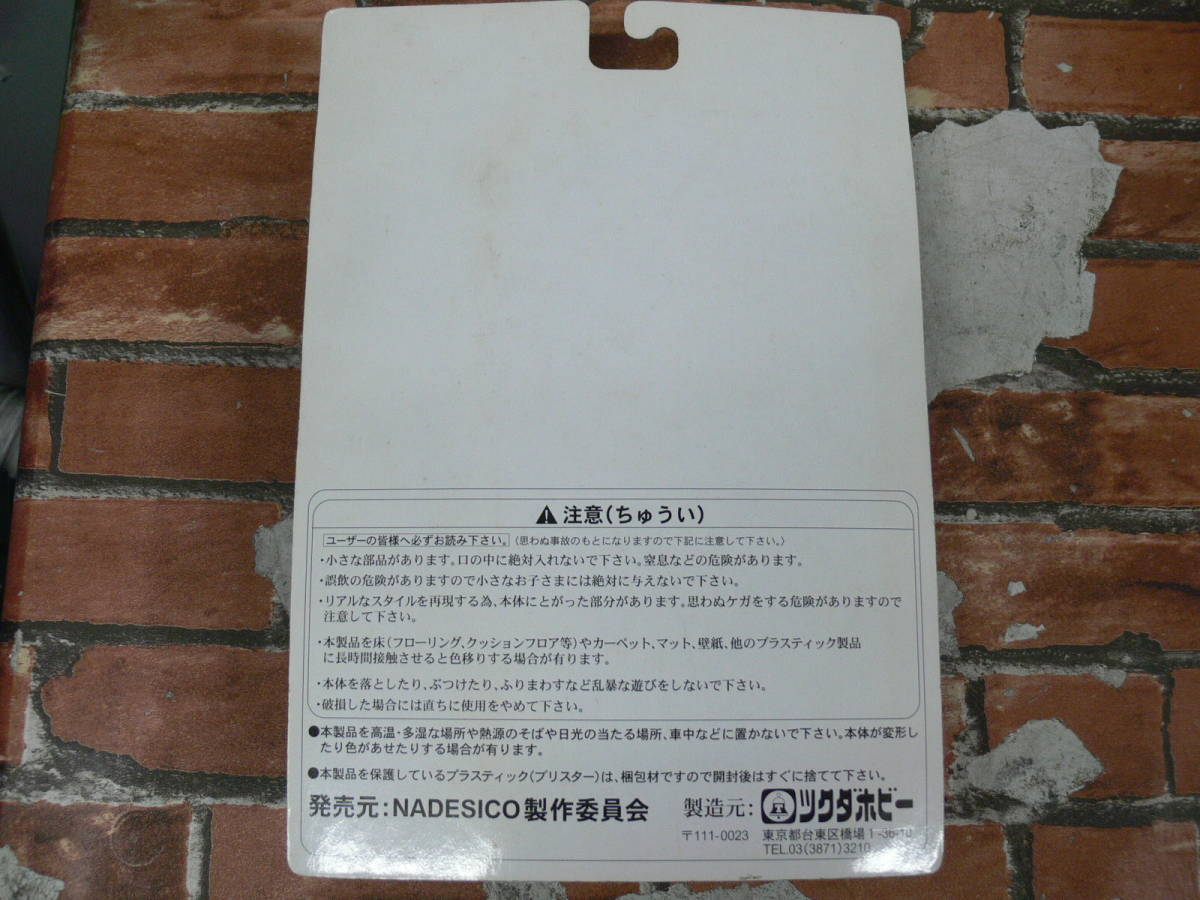 注意(ちゅうい)
ユーザーの皆様へ必ずお読み下さい。〈思わぬ事故のもとになりますので下記に注意して下さい。〉
・小さな部品があります。口の中に絶対入れないで下さい。窒息などの危険があります。
・誤飲の危険がありますので小さなお子さまには絶対に与えないで下さい。
・リアルなスタイルを再現する為、本体にとがった部分があります。思わぬケガをする危険がありますので
注意して下さい。
・本製品を床(フローリング、クッションフロア等)やカーペット、マット、壁紙、他のプラスティック製品
に長時間接触させると色移りする場合が有ります。
・本体を落としたり、ぶつけたり、ふりまわすなど乱暴な遊びをしないで下さい。
・破損した場合には直ちに使用をやめて下さい。
●本製品を高温・多湿な場所や熱源のそばや日光の当たる場所、車中などに置かないで下さい。本体が変形し
たり色があせたりする場合が有ります。
●本製品を保護しているプラスティック(ブリスター)は、梱包材ですので開封後はすぐに捨てて下さい。
発売元:NADESICO製作委員会 製造元:ツクダホビー
〒111-0023 東京都台東区橋場1-36-10
TEL.03(3871)3210